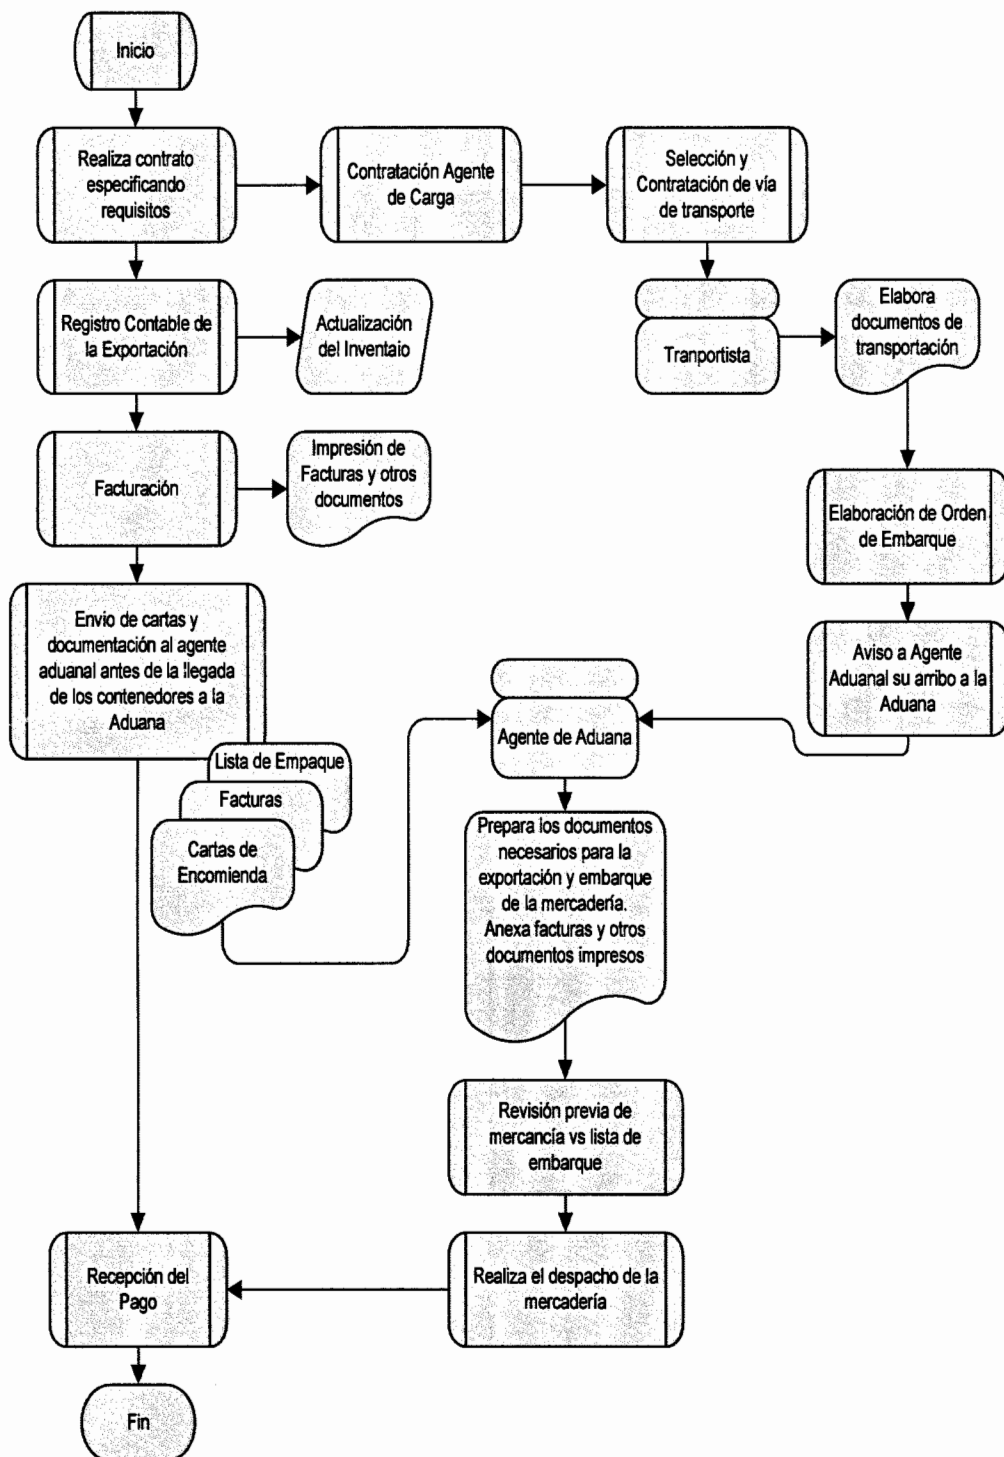 Inicio
Realiza contrato
especificando
requisitos
Contratación Agente
de Carga
Selección y
Contratación de vía
de transporte
Registro Contable de
la Exportación
Actualización
del Inventaio
Tranportista
Elabora
documentos de
transportación
Facturación
Impresión de
Facturas y otros
documentos
Elaboración de Orden
de Embarque
Envio de cartas y
documentación al agente
aduanal antes de la llegada
de los contenedores a la
Aduana
Aviso a Agente
Aduanal su arribo a la
Aduana
Agente de Aduana
Lista de Empaque
Facturas
Cartas de
Encomienda
Prepara los documentos
necesarios para la
exportación y embarque
de la mercadería.
Anexa facturas y otros
documentos impresos
Revisión previa de
mercancía vs lista de
embarque
Recepción del
Pago
Realiza el despacho de la
mercadería
Fin